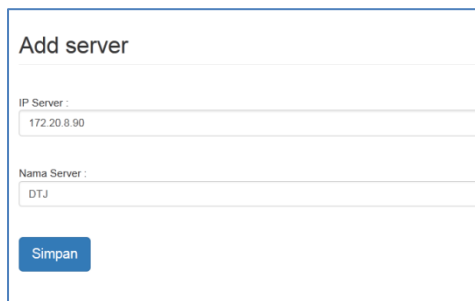 Add server
IP Server :
172.20.8.90
Nama Server :
DTJ
Simpan